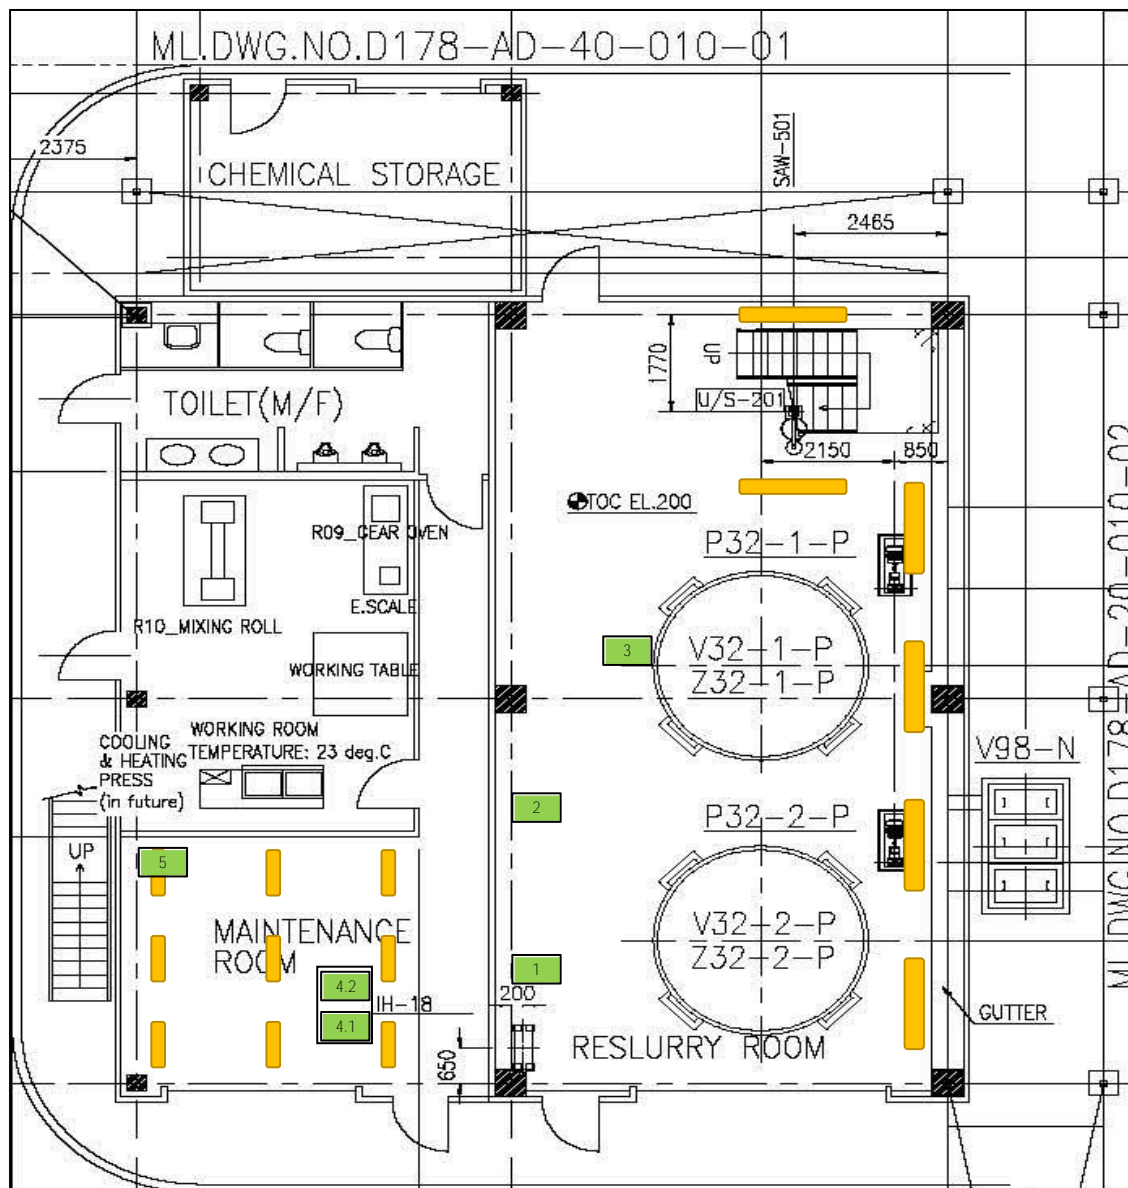 ML.DWG.NO.D178-AD-40-010-01
2375
CHEMICAL STORAGE
SAW-501
2465
1770
UP
U/S-201
TOILET(M/F)
2150
850
TOC EL.200
R09_GEAR OVEN
P32-1-P
E.SCALE
R10_MIXING ROLL
3
V32-1-P
Z32-1-P
WORKING TABLE
WORKING ROOM
TEMPERATURE: 23 deg.C
COOLING
& HEATING
PRESS
(in future)
V98-N
2
P32-2-P
UP
5
MAINTENANCE
ROOM
V32-2-P
Z32-2-P
1
4.2
200
IH-18
4.1
GUTTER
650
RESLURRY ROOM
ML.DWG.NO.D178-AD-20-010-02